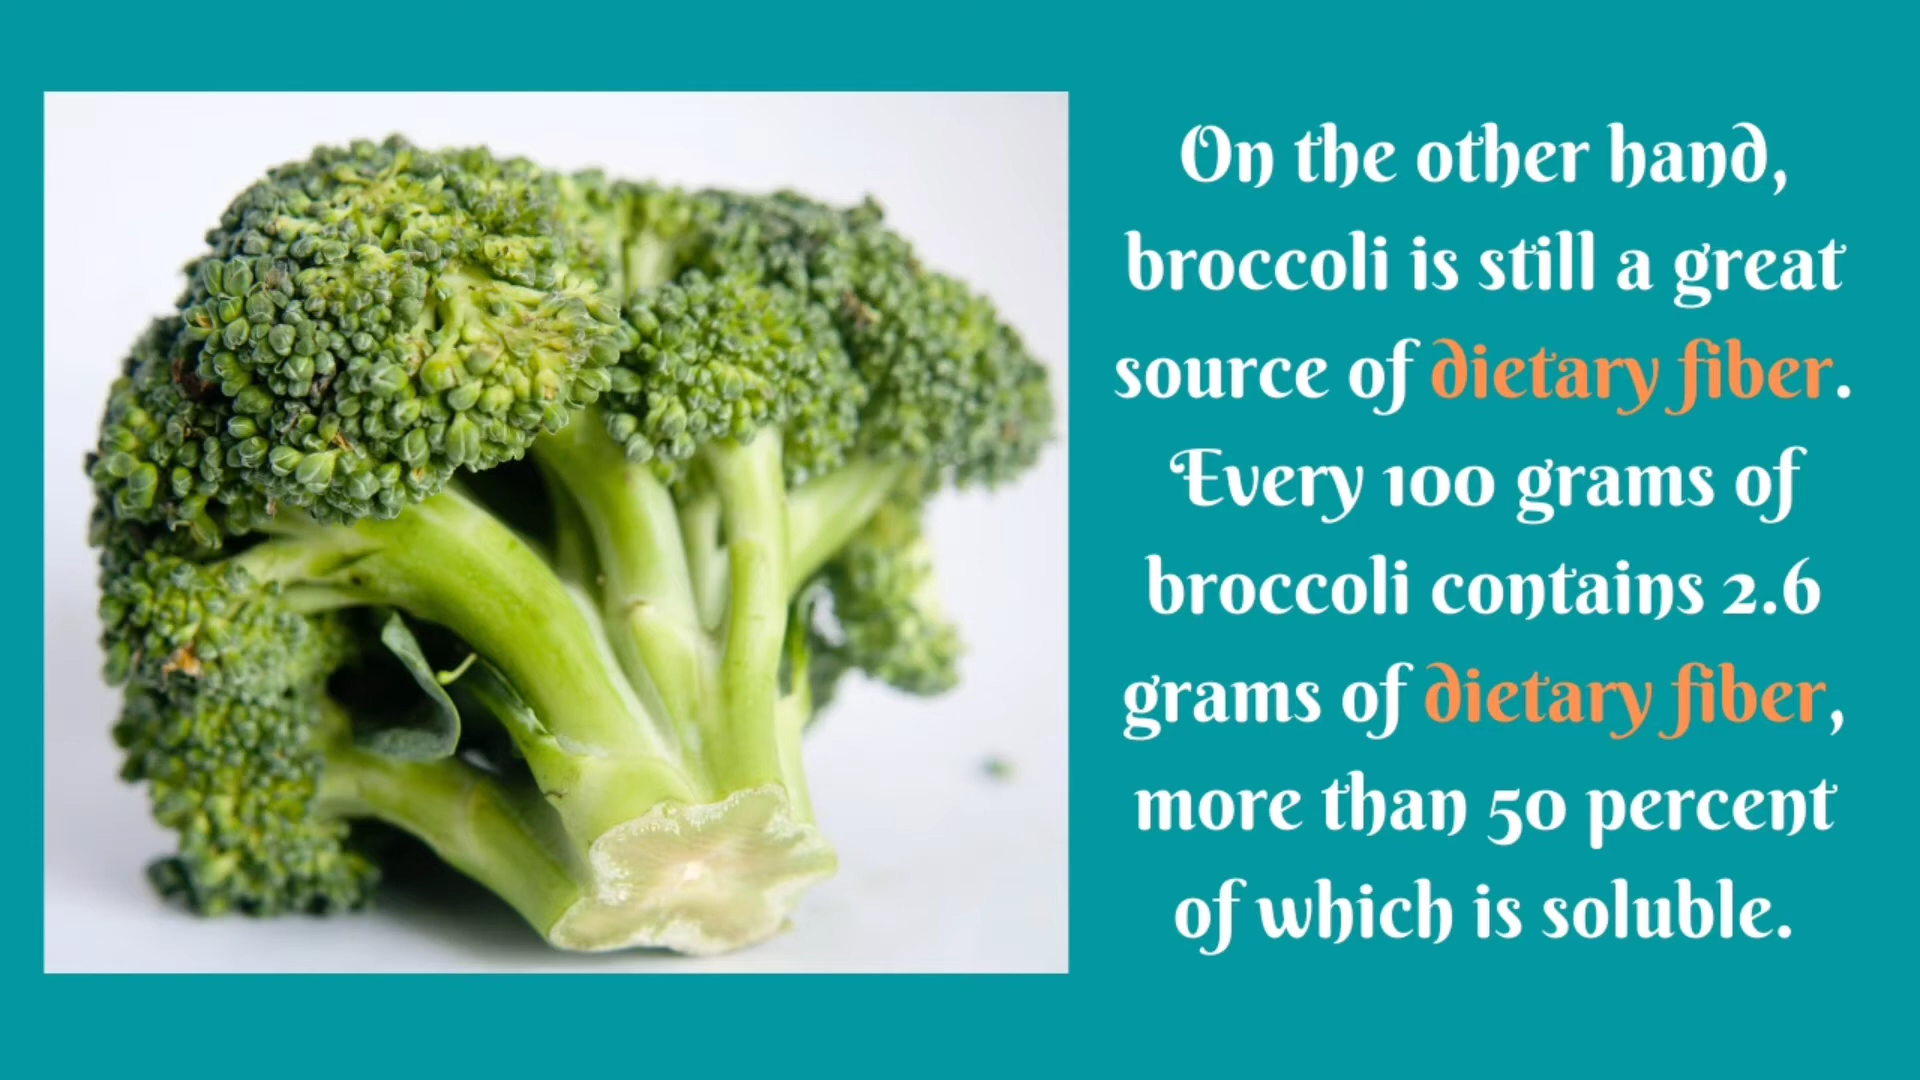 On the other hand,
broccoli is still a great
source of dietary fiber.
Every 100 grams of
broccoli contains 2.6
grams of dietary fiber,
more than 50 percent
of which is soluble.